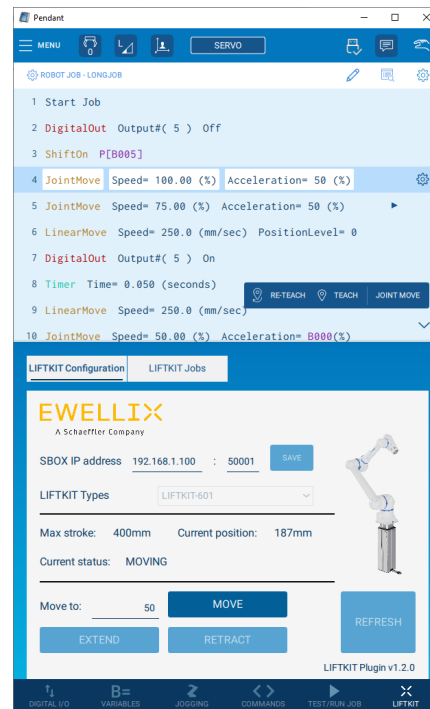 Pendant
MENU 0 L SERVO
ROBOT JOB - LONGJOB
1 Start Job
2 DigitalOut Output#( 5 ) Off
3 ShiftOn P[B005]
4 JointMove Speed= 100.00 (%) Acceleration= 50 (%)
5 JointMove Speed= 75.00 (%) Acceleration= 50 (%)
6 LinearMove Speed= 250.0 (mm/sec) PositionLevel= 0
7 DigitalOut Output#( 5 ) On
8 Timer Time= 0.050 (seconds)
RE-TEACH TEACH JOINT MOVE
9 LinearMove Speed= 250.0 (mm/sec)
10 JointMove Speed= 50.00 (%) Acceleration= B000(%)
LIFTKIT Configuration LIFTKIT Jobs
EWELLIX
A Schaeffler Company
SBOX IP address 192.168.1.100 : 50001 SAVE
LIFTKIT Types LIFTKIT-601
Max stroke: 400mm Current position: 187mm
Current status: MOVING
Move to: 50 MOVE
EXTEND RETRACT REFRESH
LIFTKIT Plugin v1.2.0
B=
DIGITAL I/O VARIABLES JOGGING COMMANDS TEST/RUN JOB LIFTKIT